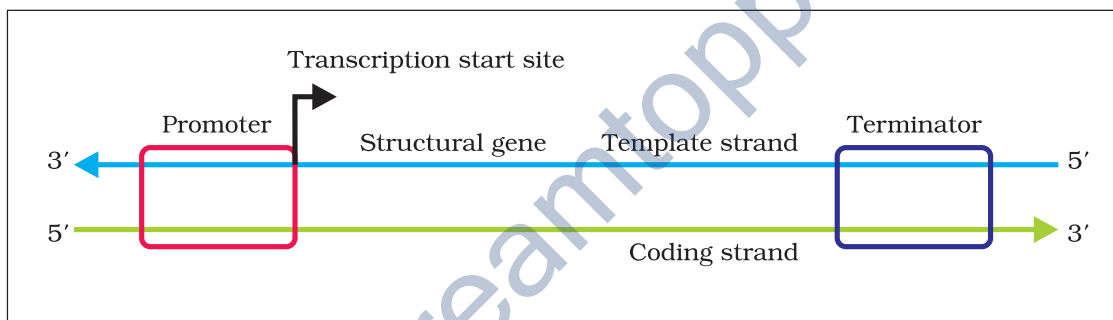 Transcription start site
Promoter
Structural gene
Template strand
Terminator
3′
5′
5′
3′
Coding strand